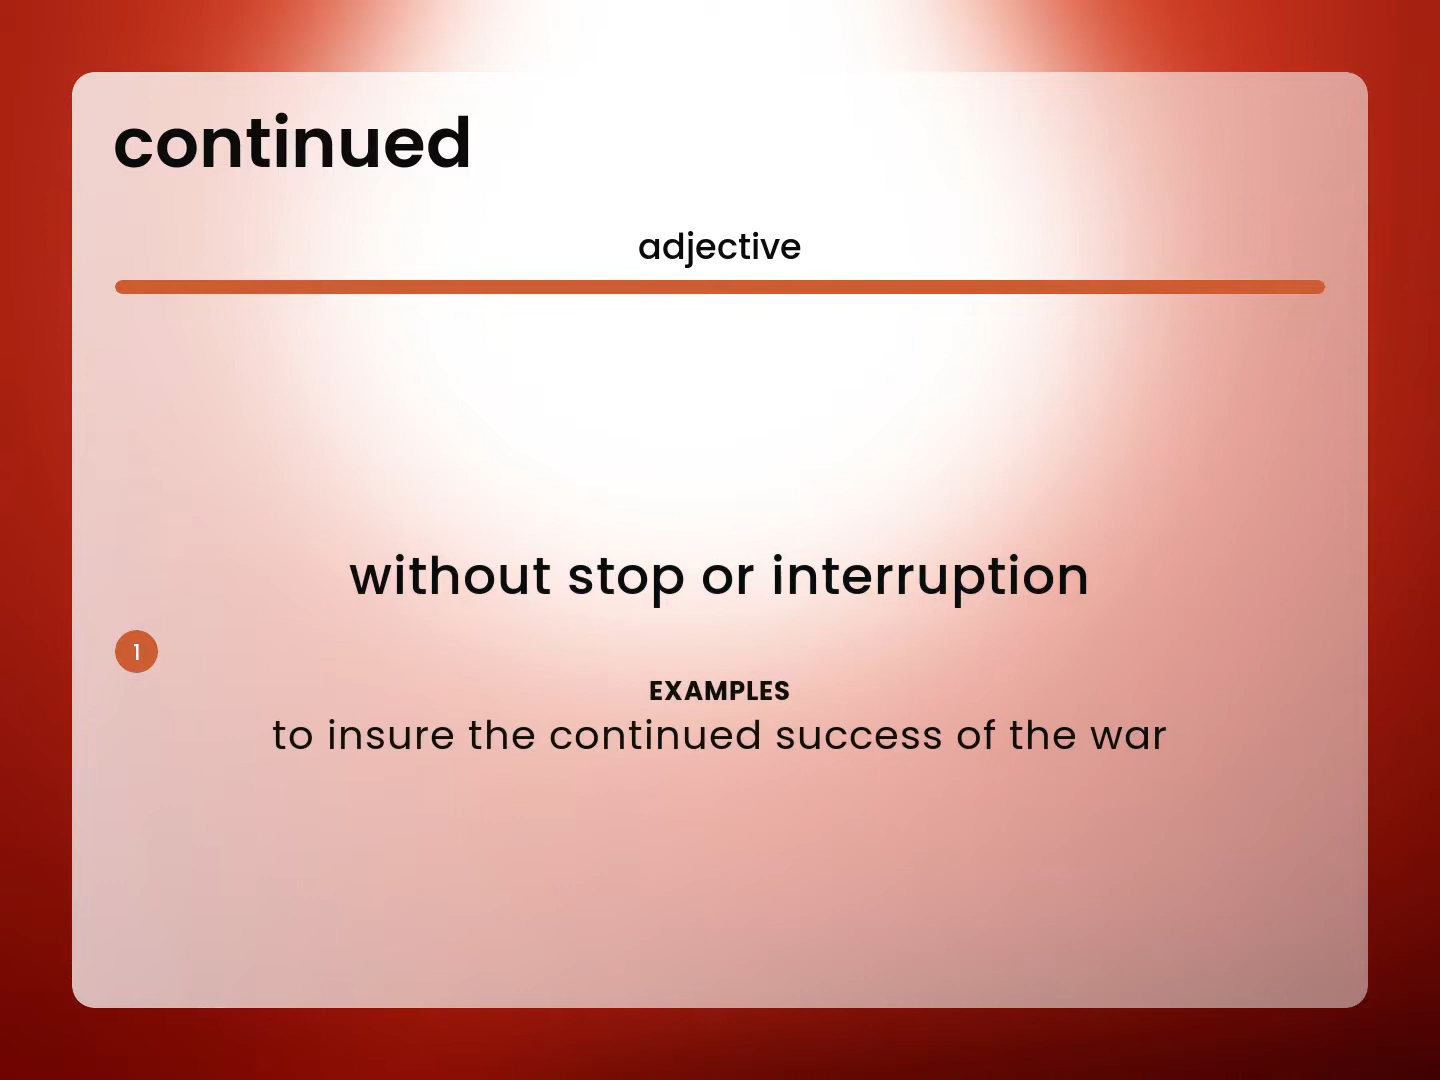 continued
adjective
without stop or interruption
1
EXAMPLES
to insure the continued success of the war